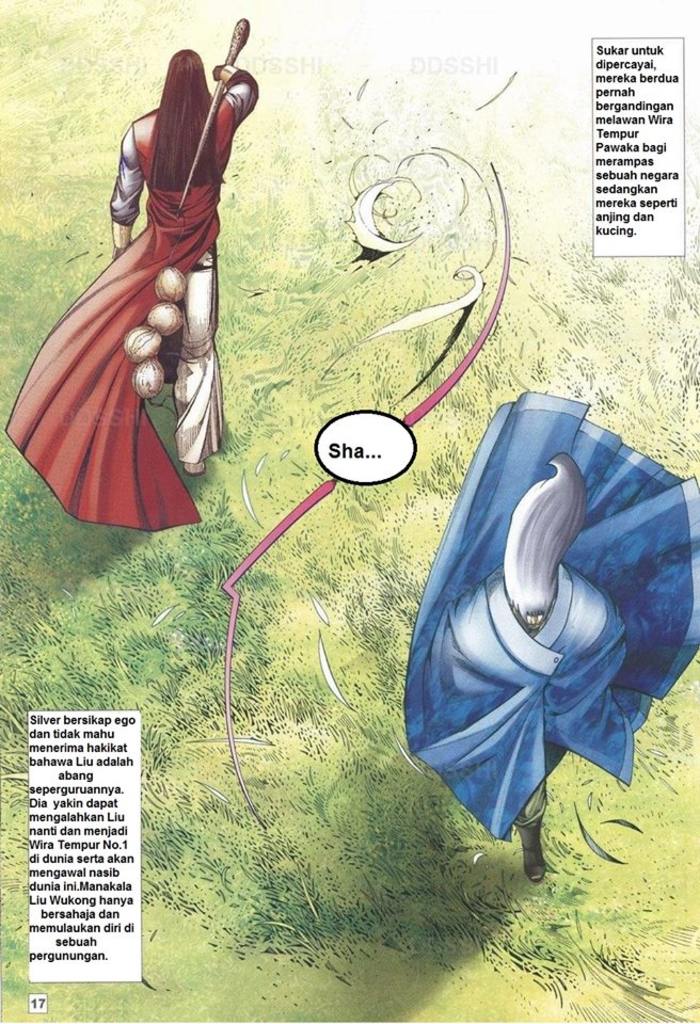 DDSSHI
DDSSHI
DDSSHI
Sukar untuk
dipercayai,
mereka berdua
pernah
bergandingan
melawan Wira
Tempur
Pawaka bagi
merampas
sebuah negara
sedangkan
mereka seperti
anjing dan
kucing.
Sha...
Silver bersikap ego
dan tidak mahu
menerima hakikat
bahawa Liu adalah
abang
seperguruannya.
Dia yakin dapat
mengalahkan Liu
nanti dan menjadi
Wira Tempur No.1
di dunia serta akan
mengawal nasib
dunia ini.Manakala
Liu Wukong hanya
bersahaja dan
memulaukan diri di
sebuah
pergunungan.
17